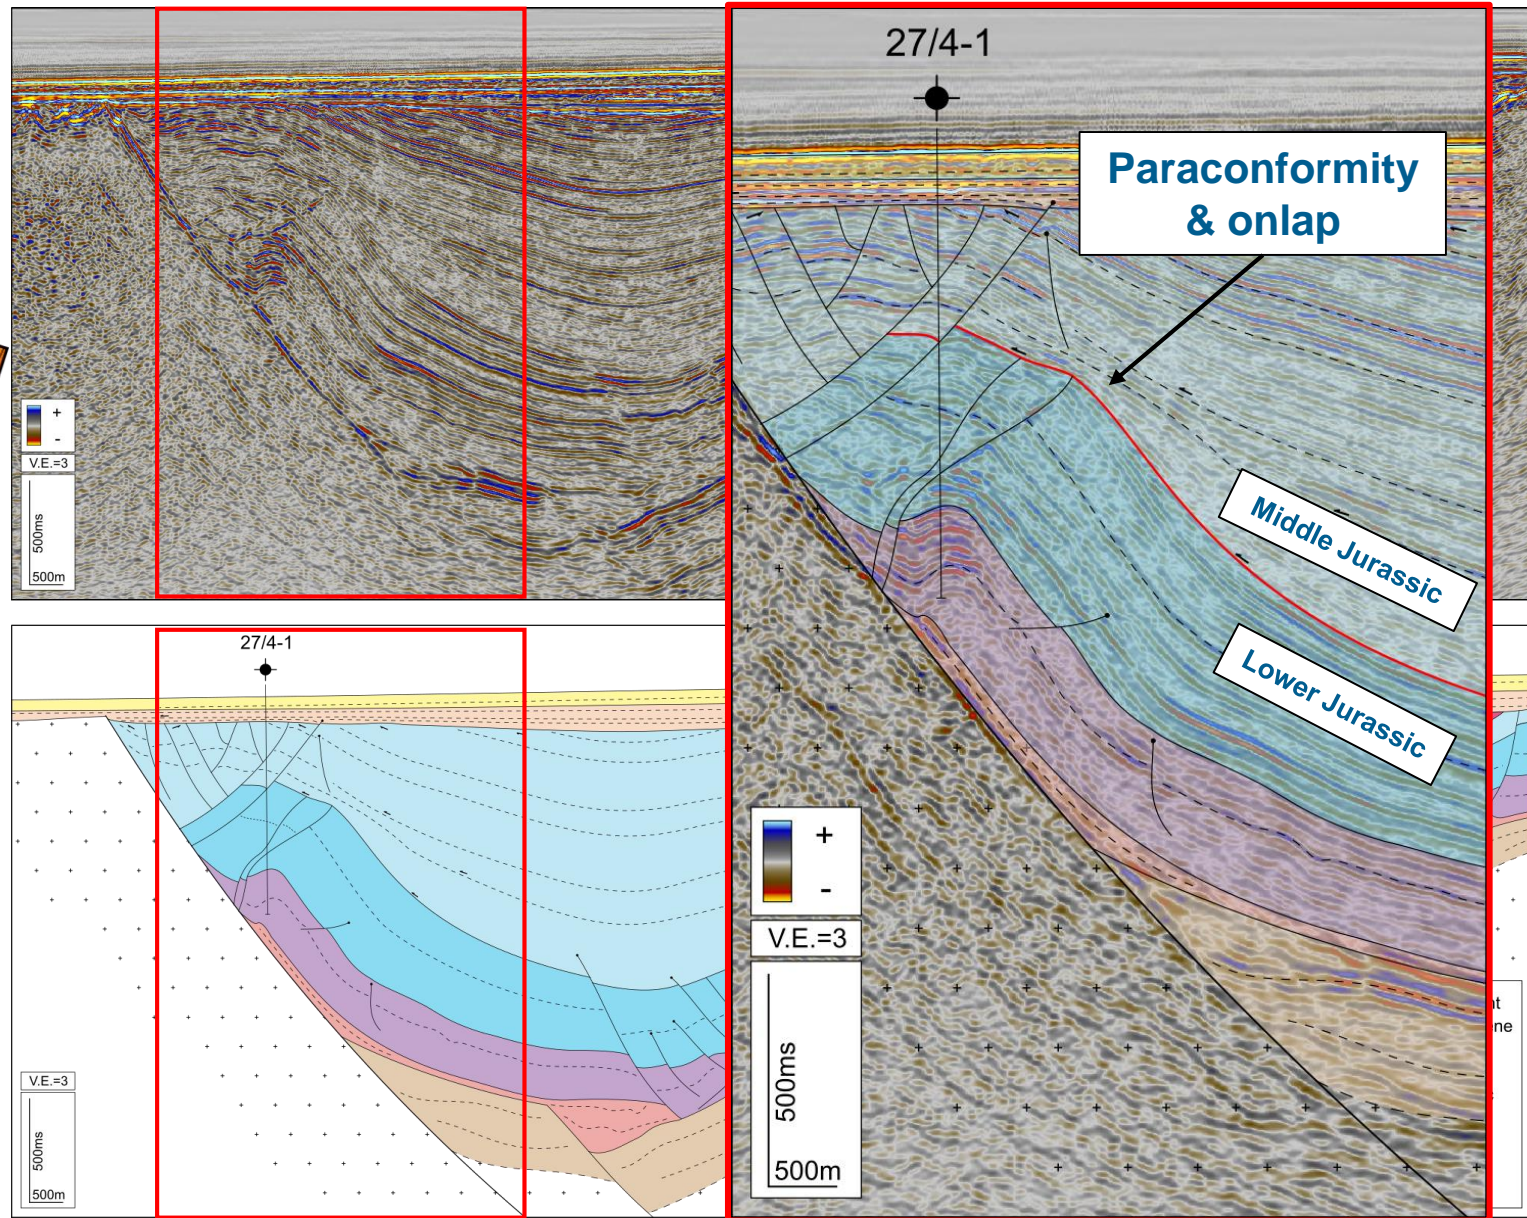 +
-
V.E.=3
500ms
500m
27/4-1
V.E.=3
500ms
500m
27/4-1
Paraconformity
& onlap
Middle Jurassic
Lower Jurassic
+
-
V.E.=3
500ms
500m